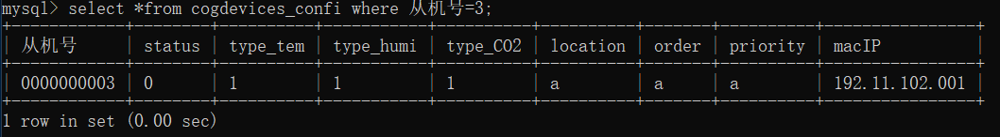 mysql> select *from cogdevices_confi where 从机号=3;
| 从机号 | status | type_tem | type_humi | type_CO2 | location | order | priority | macIP |
| 0000000003 | 0 | 1 | 1 | 1 | a | a | a | 192.11.102.001 |
1 row in set (0.00 sec)